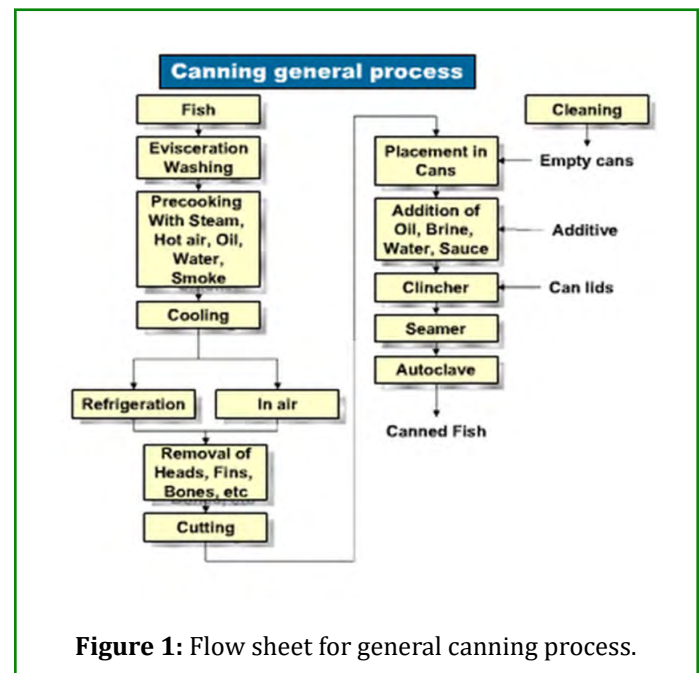 Canning general process
Fish
Evisceration
Washing
Precooking
With Steam,
Hot air, Oil,
Water,
Smoke
Cooling
Refrigeration
In air
Removal of
Heads, Fins,
Bones, etc
Cutting
Cleaning
Empty cans
Placement in
Cans
Addition of
Oil, Brine,
Water, Sauce
Additive
Clincher
Can lids
Seamer
Autoclave
Canned Fish
Figure 1: Flow sheet for general canning process.